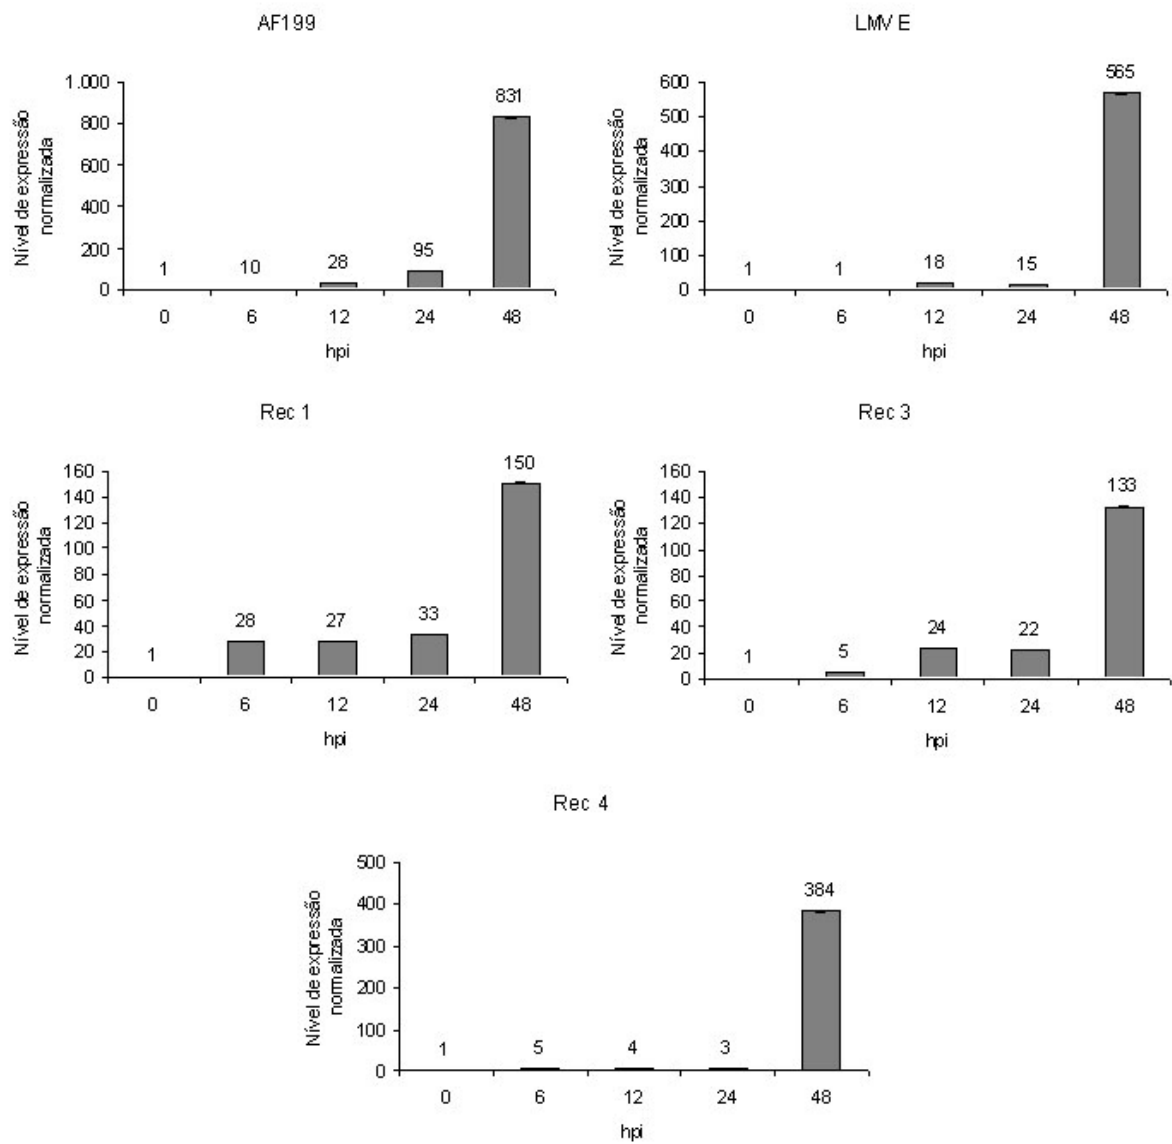 AF199
Nível de expressão
normalizada
1.000
800
600
400
200
0
1
10
28
95
831
0 6 12 24 48
hpi
LMV E
Nível de expressão
normalizada
600
500
400
300
200
100
0
1
1
18
15
565
0 6 12 24 48
hpi
Rec 1
Nível de expressão
normalizada
160
140
120
100
80
60
40
20
0
1
28
27
33
150
0 6 12 24 48
hpi
Rec 3
Nível de expressão
normalizada
160
140
120
100
80
60
40
20
0
1
5
24
22
133
0 6 12 24 48
hpi
Rec 4
Nível de expressão
normalizada
500
400
300
200
100
0
1
5
4
3
384
0 6 12 24 48
hpi